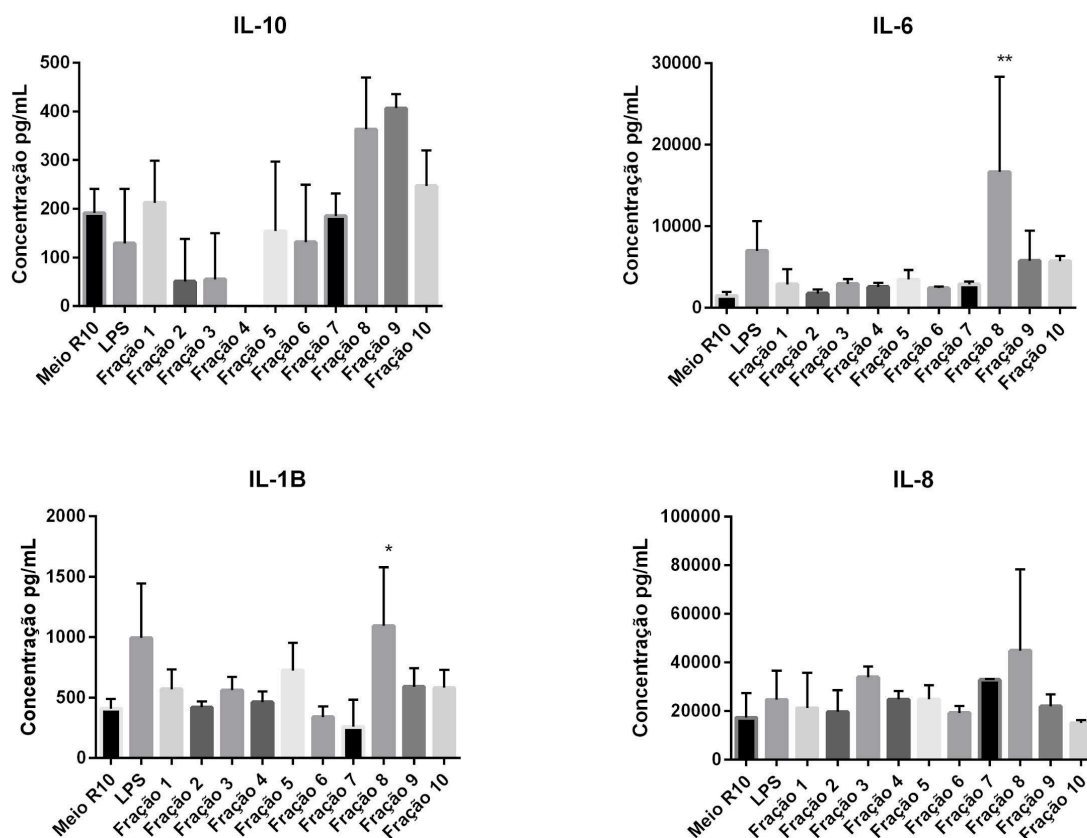 IL-10
Concentração pg/mL
500
400
300
200
100
0
Meio R10
LPS
Fração 1
Fração 2
Fração 3
Fração 4
Fração 5
Fração 6
Fração 7
Fração 8
Fração 9
Fração 10
IL-6
Concentração pg/mL
30000
20000
10000
0
**
Meio R10
LPS
Fração 1
Fração 2
Fração 3
Fração 4
Fração 5
Fração 6
Fração 7
Fração 8
Fração 9
Fração 10
IL-1B
Concentração pg/mL
2000
1500
1000
500
0
*
Meio R10
LPS
Fração 1
Fração 2
Fração 3
Fração 4
Fração 5
Fração 6
Fração 7
Fração 8
Fração 9
Fração 10
IL-8
Concentração pg/mL
100000
80000
60000
40000
20000
0
Meio R10
LPS
Fração 1
Fração 2
Fração 3
Fração 4
Fração 5
Fração 6
Fração 7
Fração 8
Fração 9
Fração 10